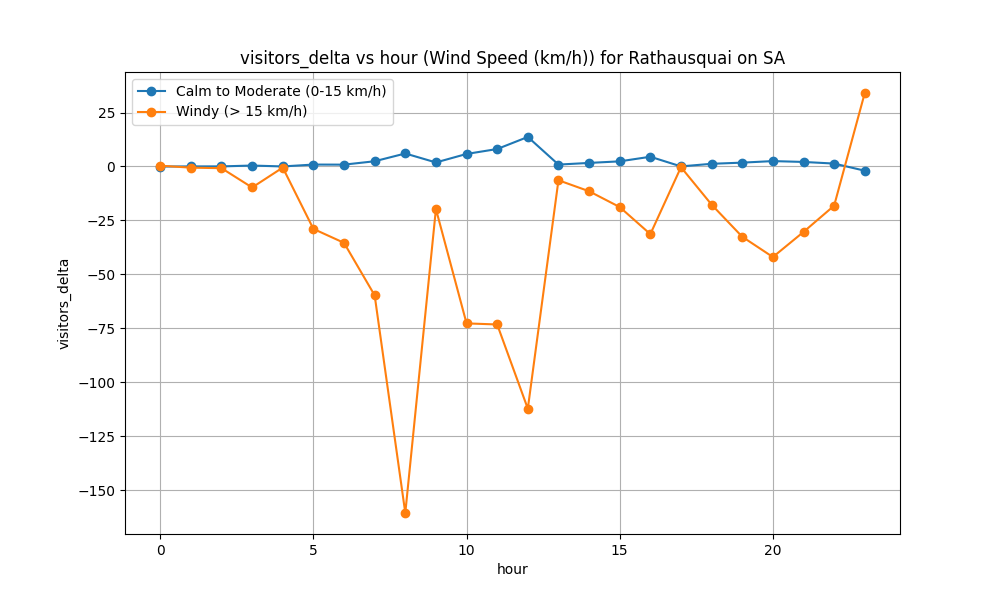 visitors_delta vs hour (Wind Speed (km/h)) for Rathausquai on SA
Calm to Moderate (0-15 km/h)
Windy (> 15 km/h)
25
0
−25
−50
−75
−100
−125
−150
visitors_delta
0 5 10 15 20
hour